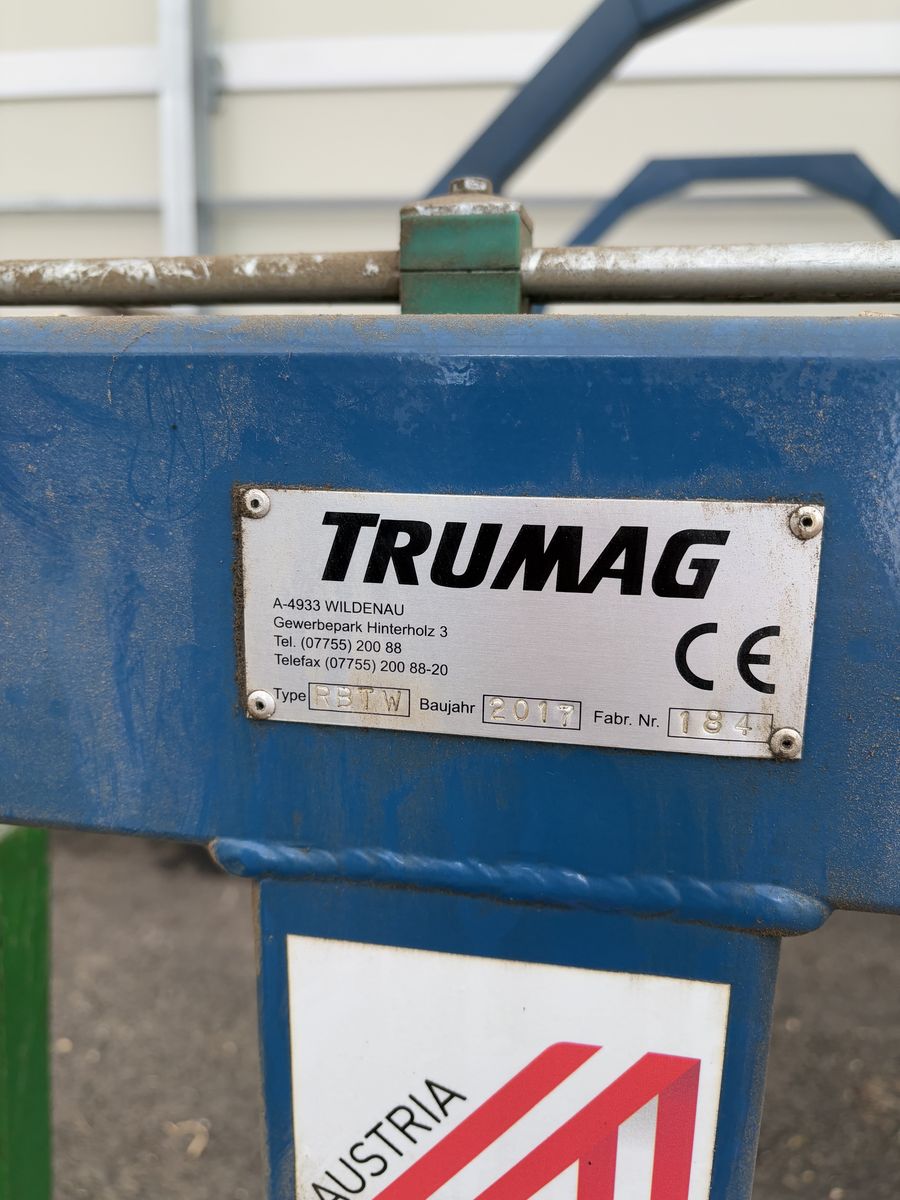 TRUMAG
A-4933 WILDENAU
Gewerbepark Hinterholz 3
Tel. (07755) 200 88
Telefax (07755) 200 88-20
CE
Type RBTW Baujahr 2017 Fabr. Nr. 184
AUSTRIA